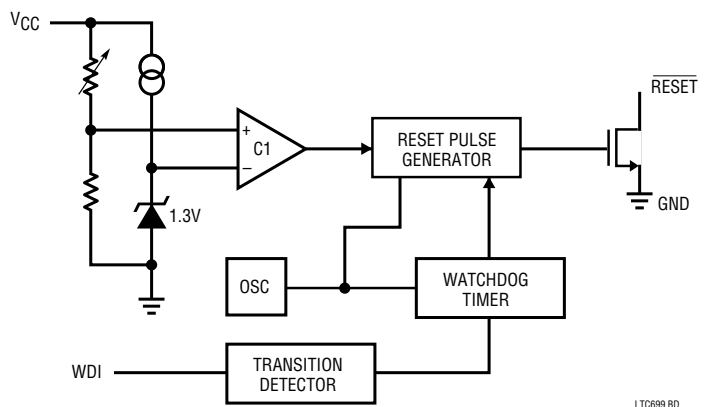 VCC
RESET
+
C1
–
RESET PULSE
GENERATOR
1.3V
GND
OSC
WATCHDOG
TIMER
WDI
TRANSITION
DETECTOR
LTC699 BD